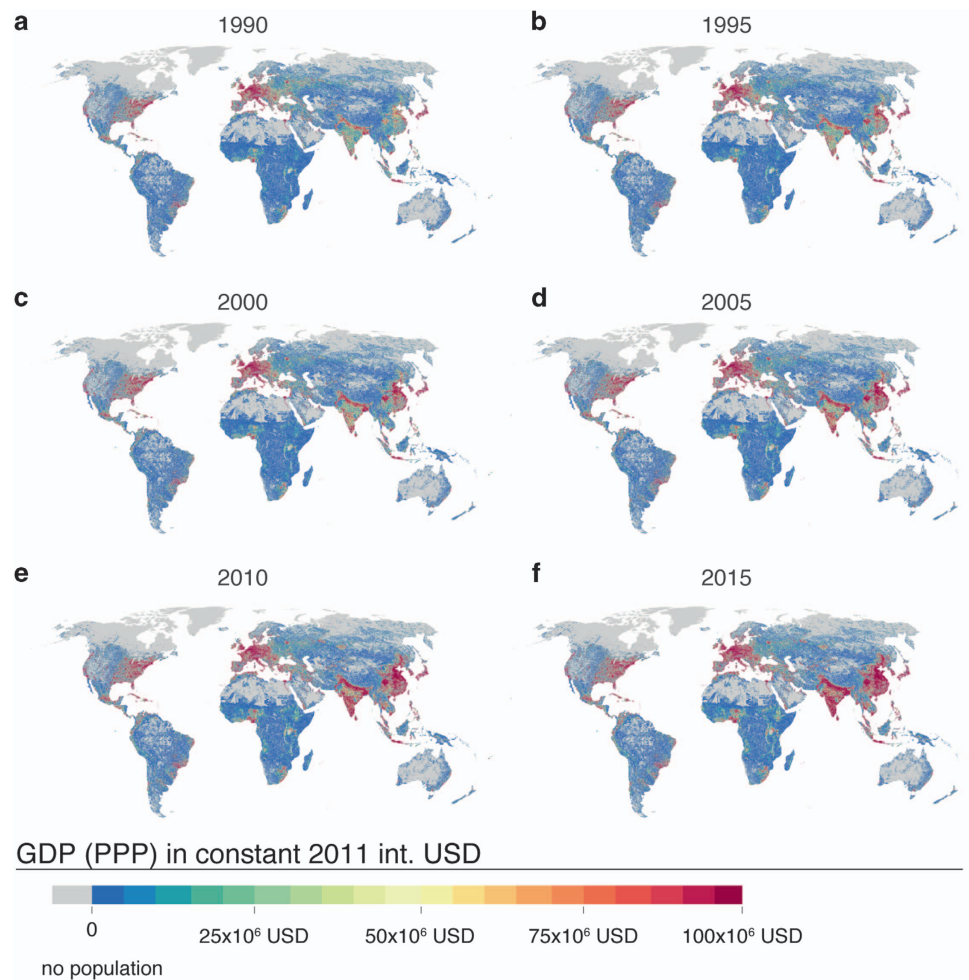 a 1990
b 1995
c 2000
d 2005
e 2010
f 2015
GDP (PPP) in constant 2011 int. USD
0 25x10⁶ USD 50x10⁶ USD 75x10⁶ USD 100x10⁶ USD
no population